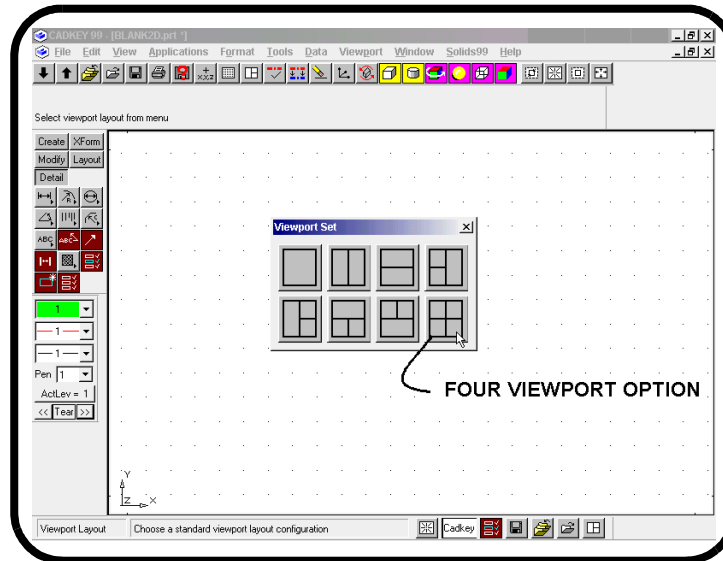 CADKEY 99 - [BLANK2D.prt *]
File Edit View Applications Format Tools Data Viewport Window Solids99 Help
Select viewport layout from menu
Create XForm
Modify Layout
Detail
ABC
1
1
1
Pen 1
ActLev = 1
<< Tear >>
Viewport Set
FOUR VIEWPORT OPTION
Y
Z X
Viewport Layout Choose a standard viewport layout configuration Cadkey